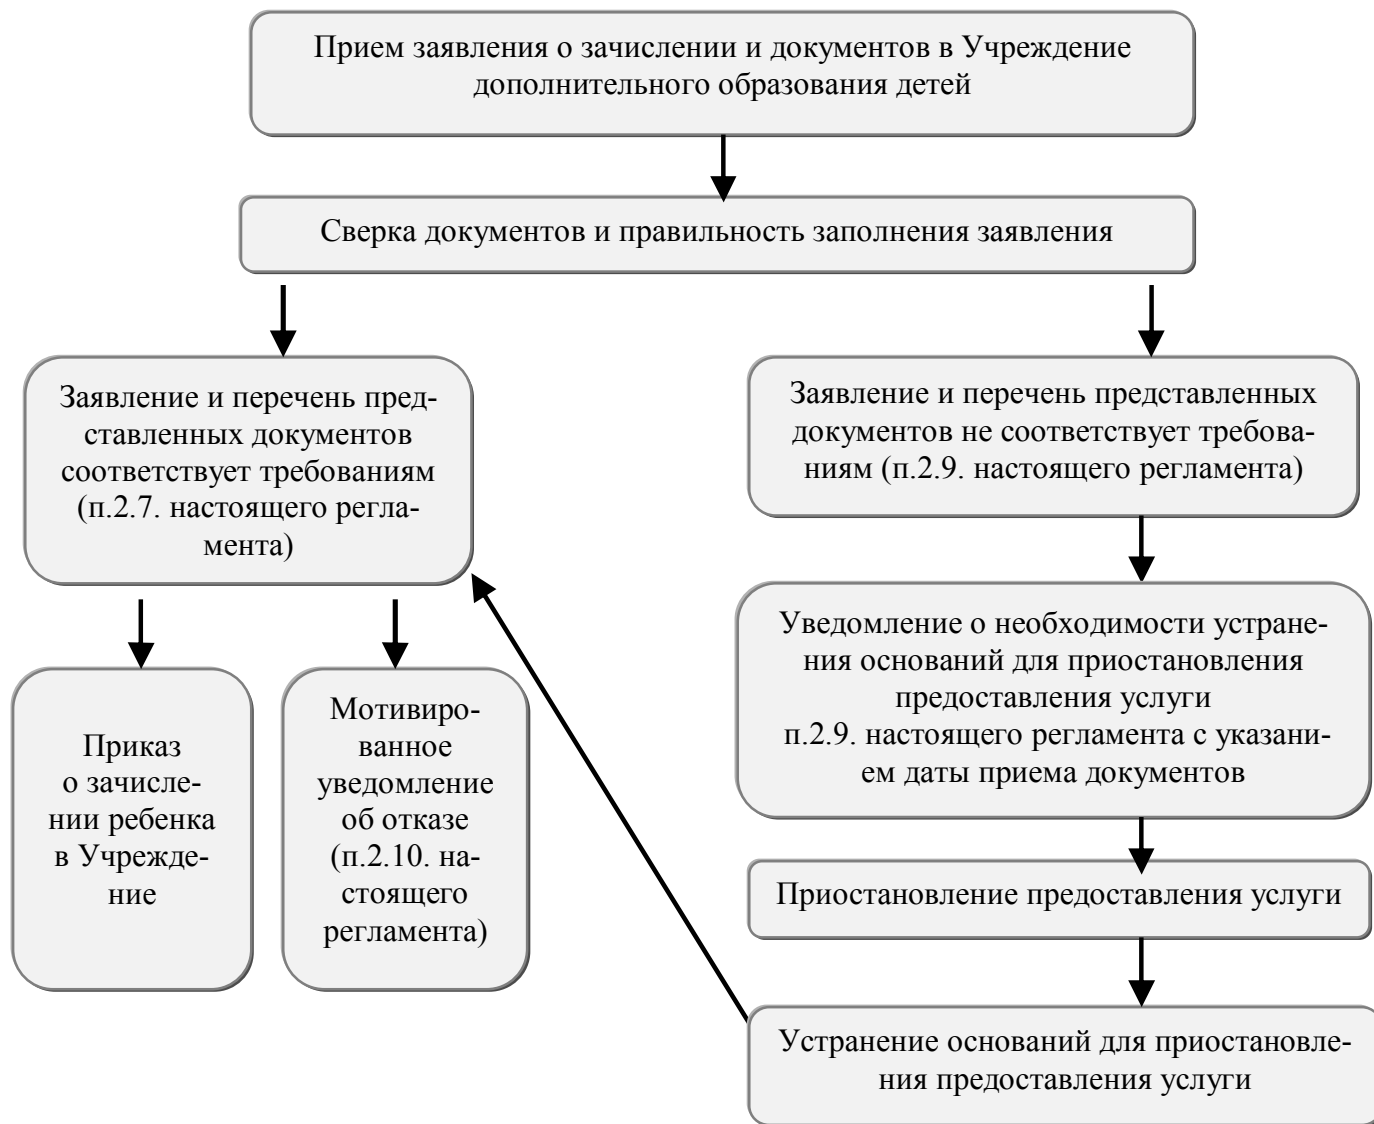 Прием заявления о зачислении и документов в Учреждение
дополнительного образования детей
Сверка документов и правильность заполнения заявления
Заявление и перечень пред-
ставленных документов
соответствует требованиям
(п.2.7. настоящего регла-
мента)
Заявление и перечень представленных
документов не соответствует требова-
ниям (п.2.9. настоящего регламента)
Уведомление о необходимости устране-
ния оснований для приостановления
предоставления услуги
п.2.9. настоящего регламента с указани-
ем даты приема документов
Приказ
о зачисле-
нии ребенка
в Учрежде-
ние
Мотивиро-
ванное
уведомление
об отказе
(п.2.10. на-
стоящего
регламента)
Приостановление предоставления услуги
Устранение оснований для приостановле-
ния предоставления услуги